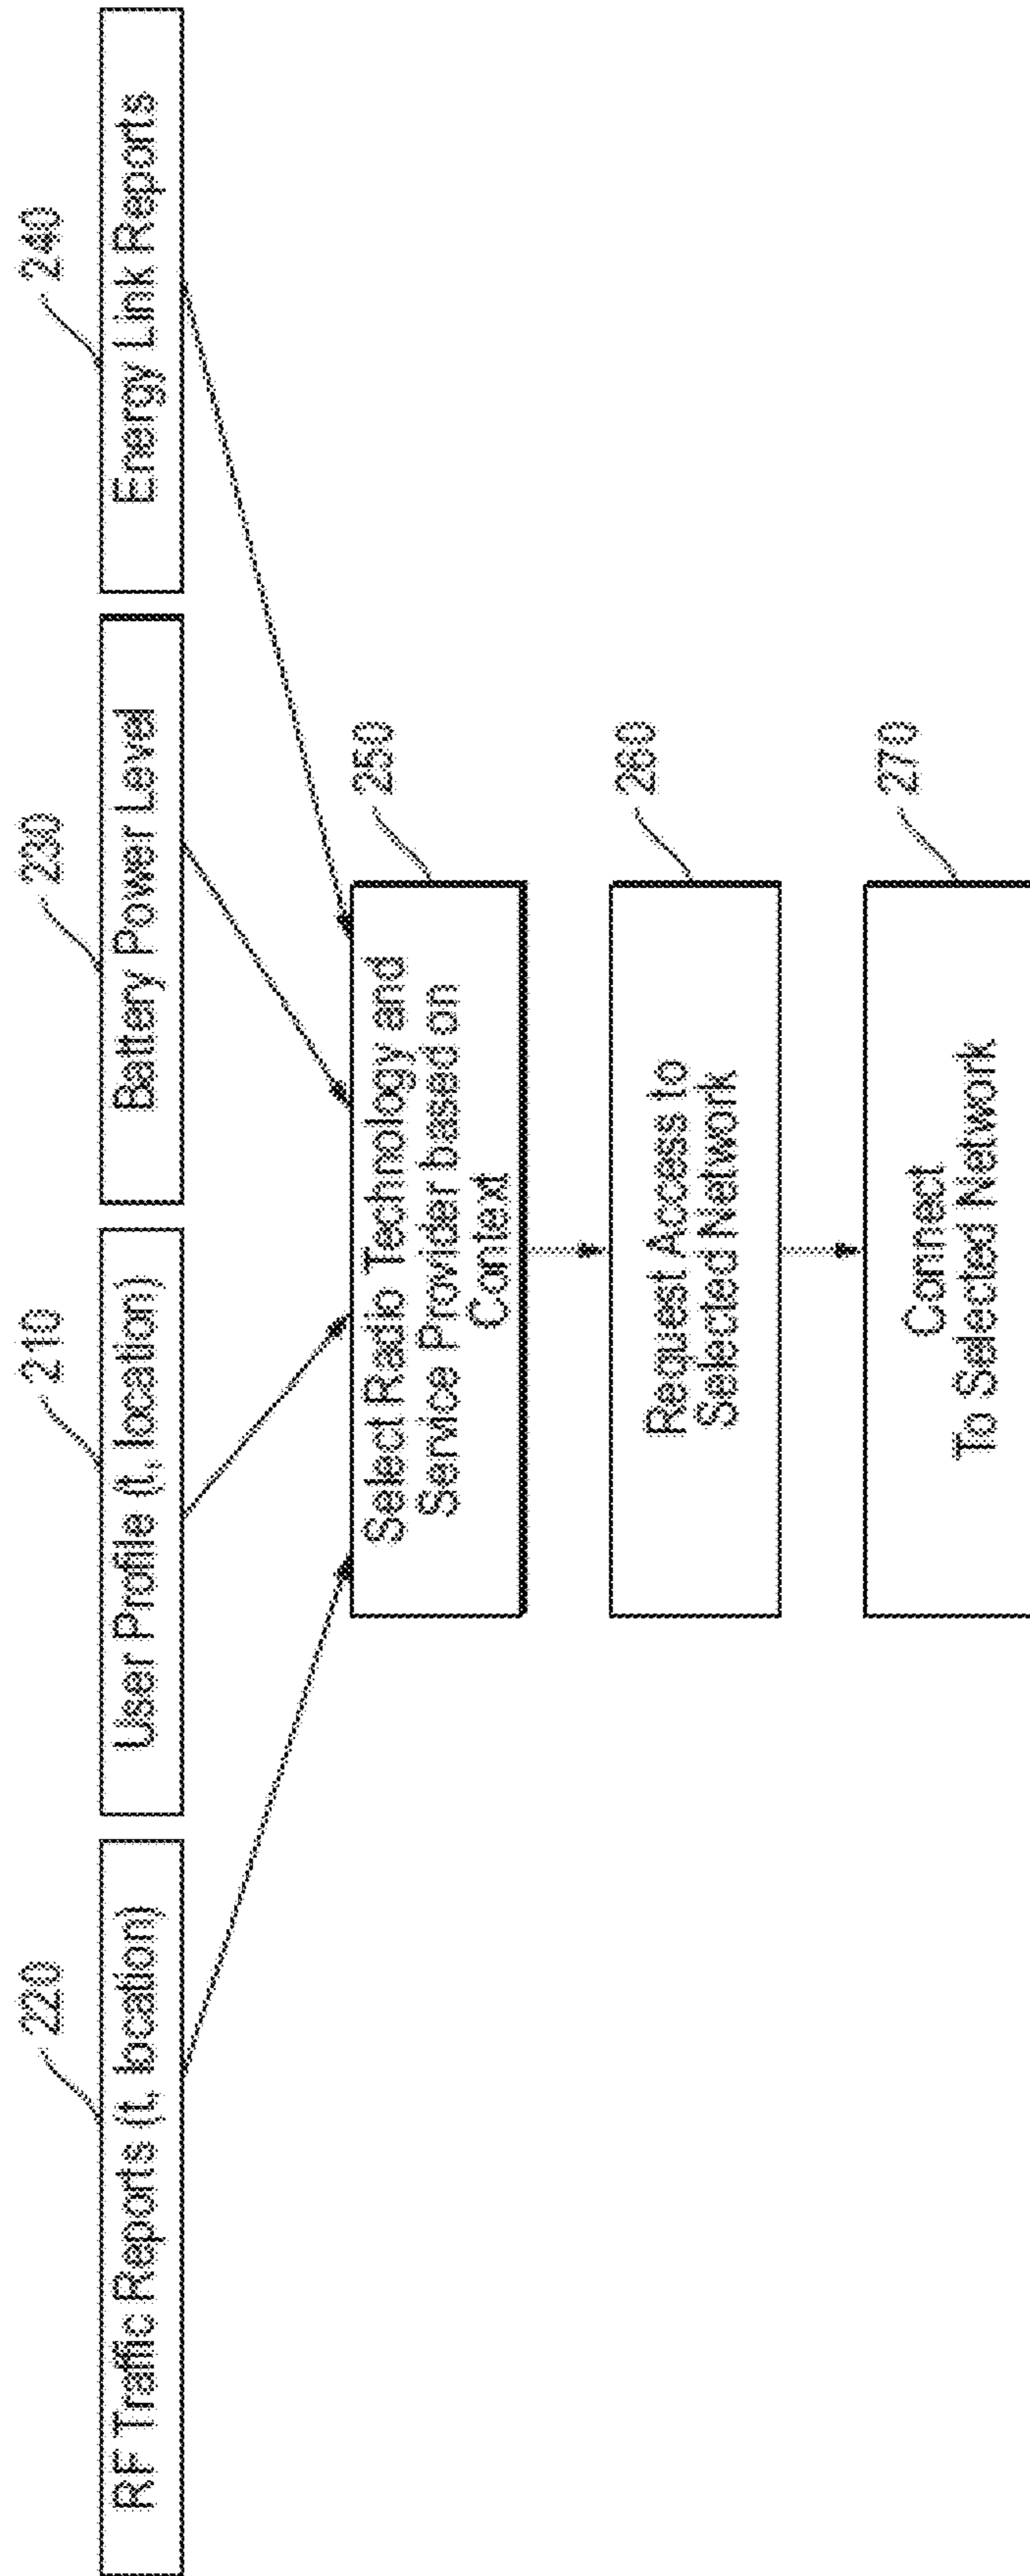 220
RF Traffic Reports (t, location)
210
User Profile (t, location)
230
Battery Power Level
240
Energy Link Reports
250
Select Radio Technology and
Service Provider based on
Context
260
Request Access to
Selected Network
270
Connect
To Selected Network